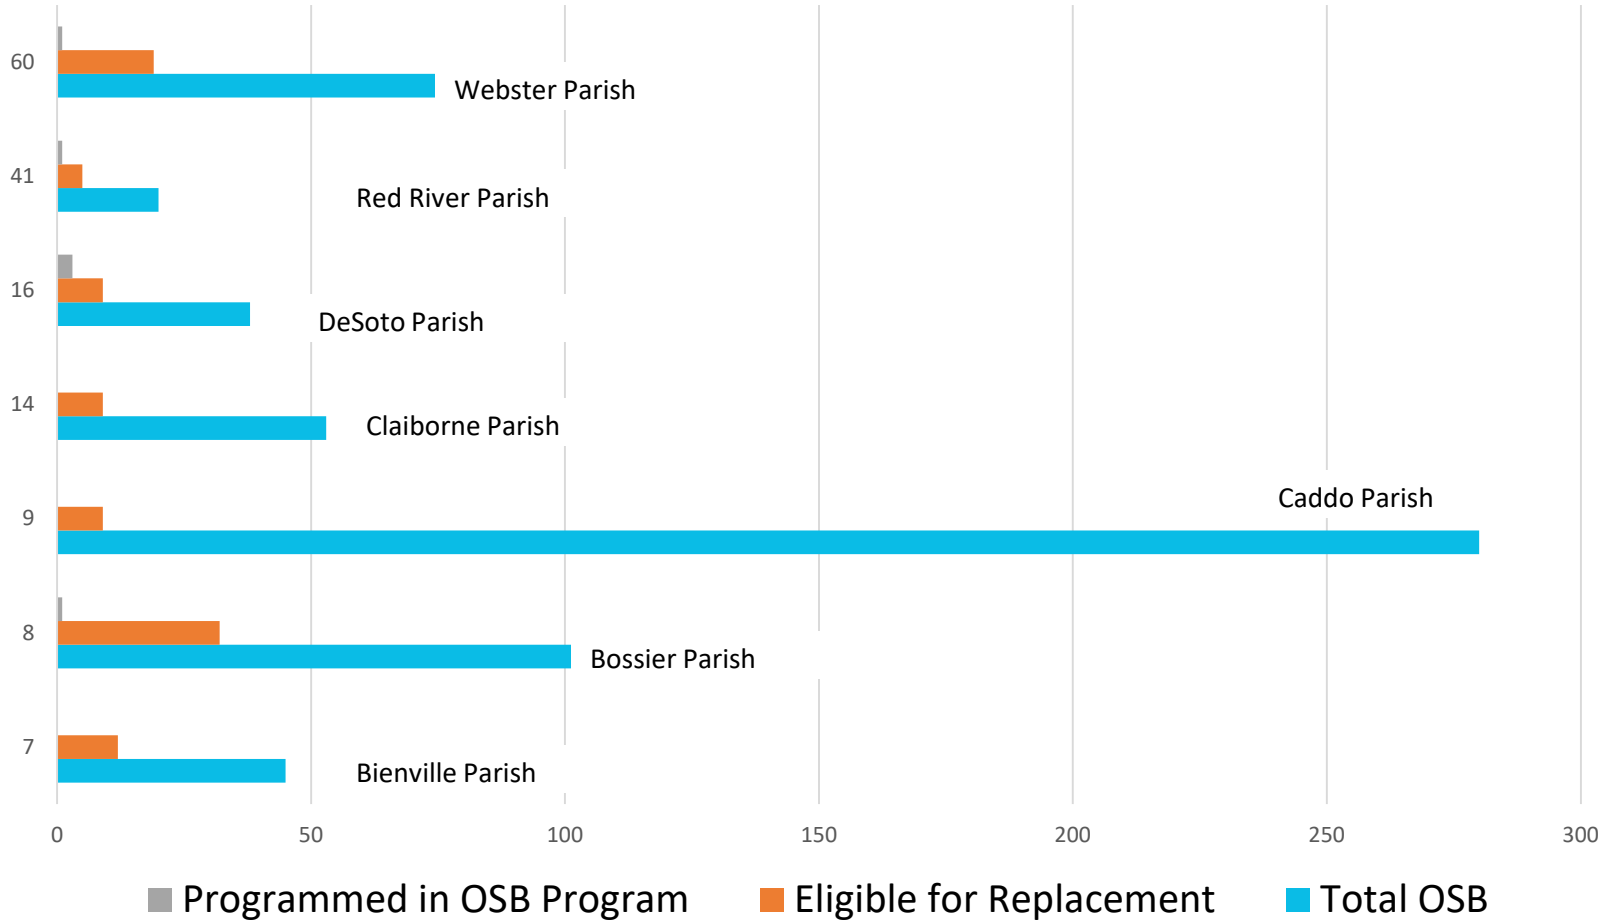 60
Webster Parish
41
Red River Parish
16
DeSoto Parish
14
Claiborne Parish
Caddo Parish
9
8
Bossier Parish
7
Bienville Parish
0 50 100 150 200 250 300
Programmed in OSB Program Eligible for Replacement Total OSB